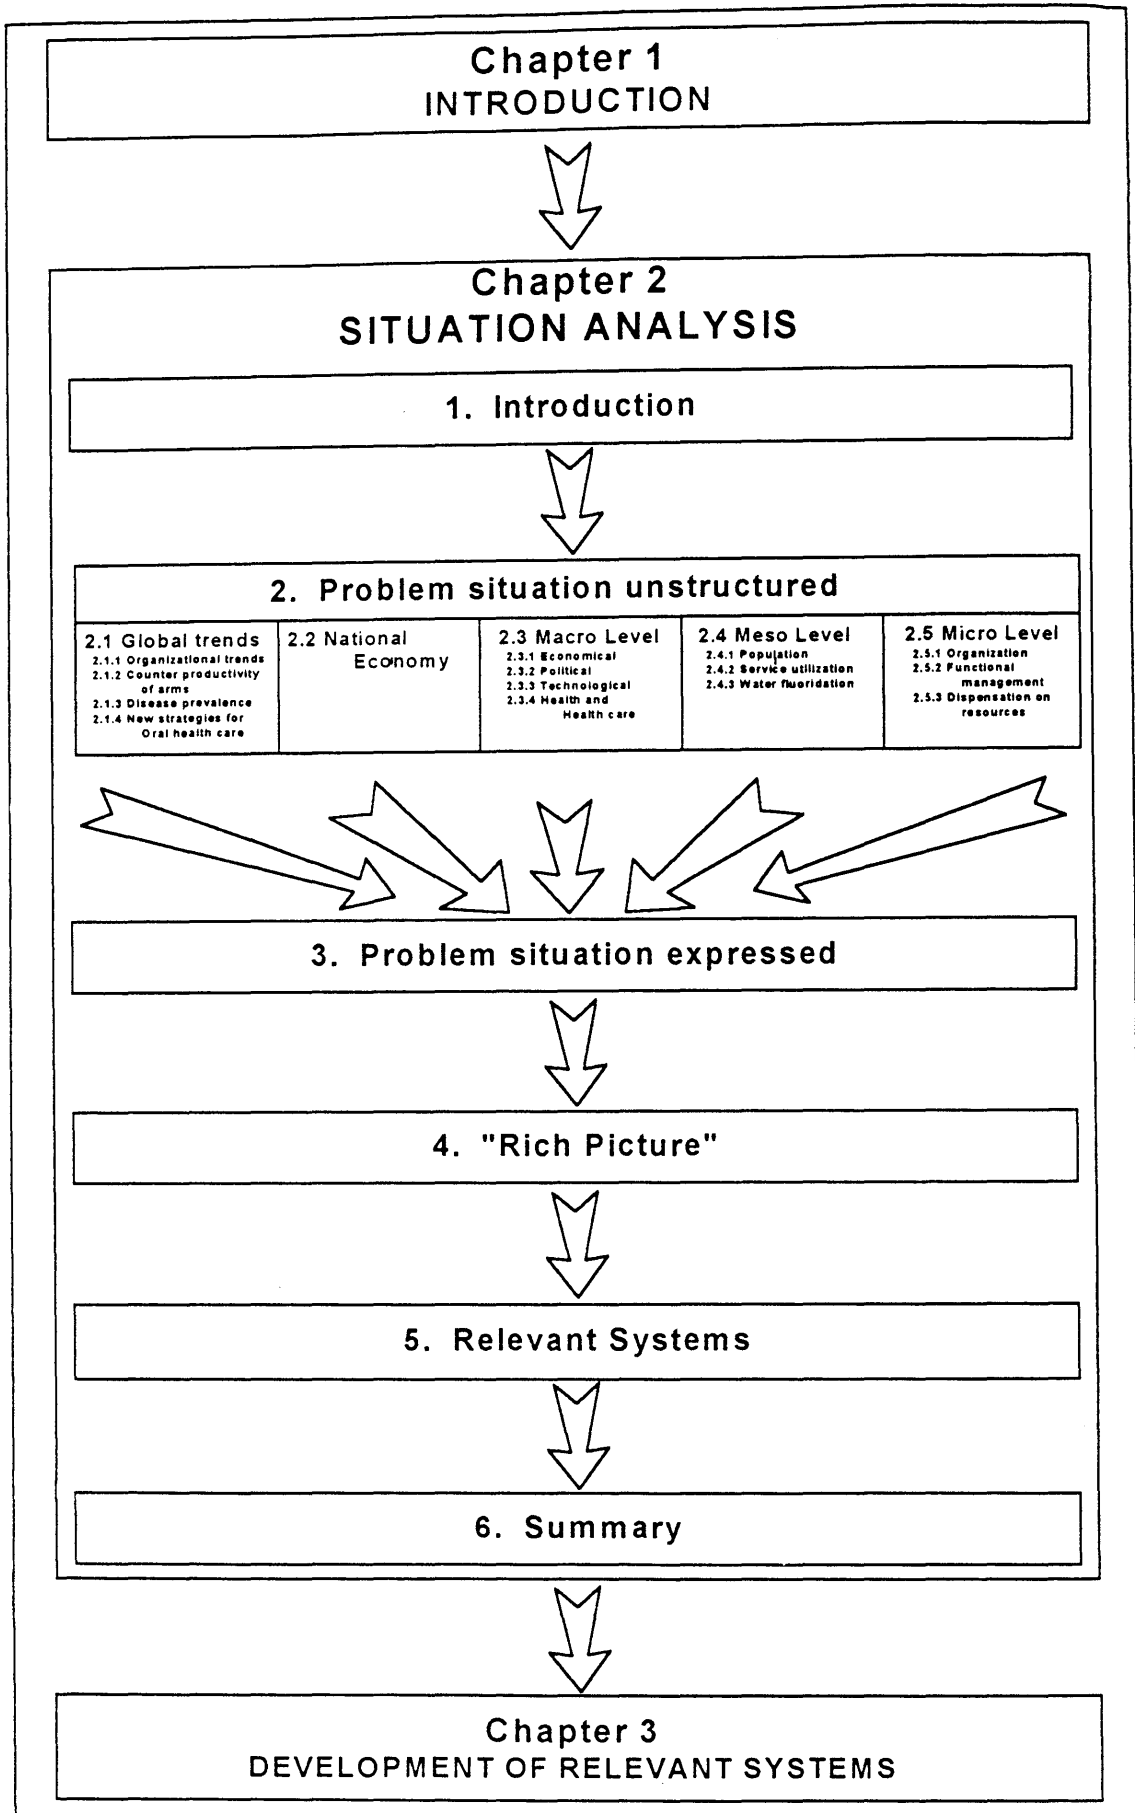 Chapter 1
INTRODUCTION
Chapter 2
SITUATION ANALYSIS
1. Introduction
2. Problem situation unstructured
2.1 Global trends
2.1.1 Organizational trends
2.1.2 Counter productivity
of arms
2.1.3 Disease prevalence
2.1.4 New strategies for
Oral health care
2.2 National
Economy
2.3 Macro Level
2.3.1 Economical
2.3.2 Political
2.3.3 Technological
2.3.4 Health and
Health care
2.4 Meso Level
2.4.1 Population
2.4.2 Service utilization
2.4.3 Water fluoridation
2.5 Micro Level
2.5.1 Organization
2.5.2 Functional
management
2.5.3 Dispensation on
resources
3. Problem situation expressed
4. "Rich Picture"
5. Relevant Systems
6. Summary
Chapter 3
DEVELOPMENT OF RELEVANT SYSTEMS